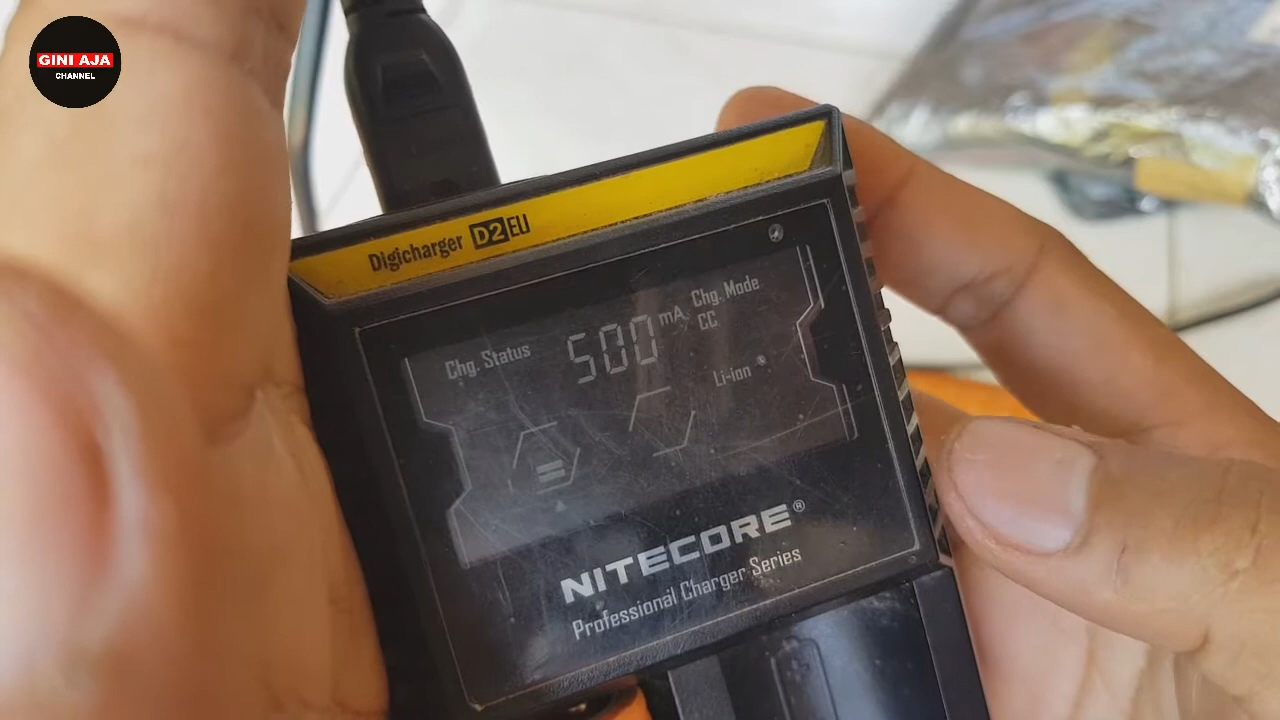 GINI AJA
CHANNEL
Digicharger D2EU
Chg. Status
500 mA
Chg. Mode
CC
Li-ion
NITECORE®
Professional Charger Series